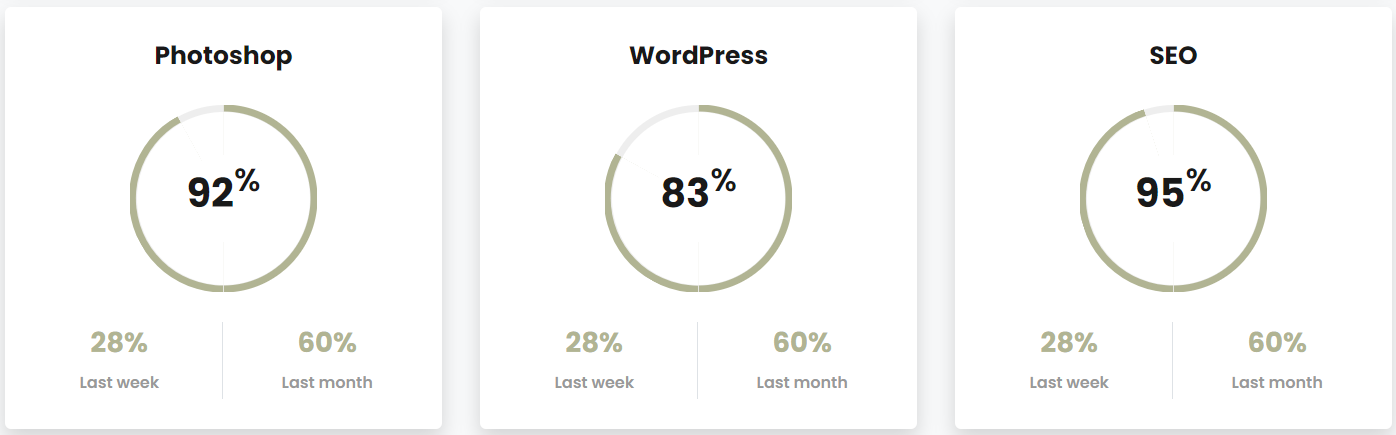 Photoshop
92%
28% 60%
Last week Last month
WordPress
83%
28% 60%
Last week Last month
SEO
95%
28% 60%
Last week Last month